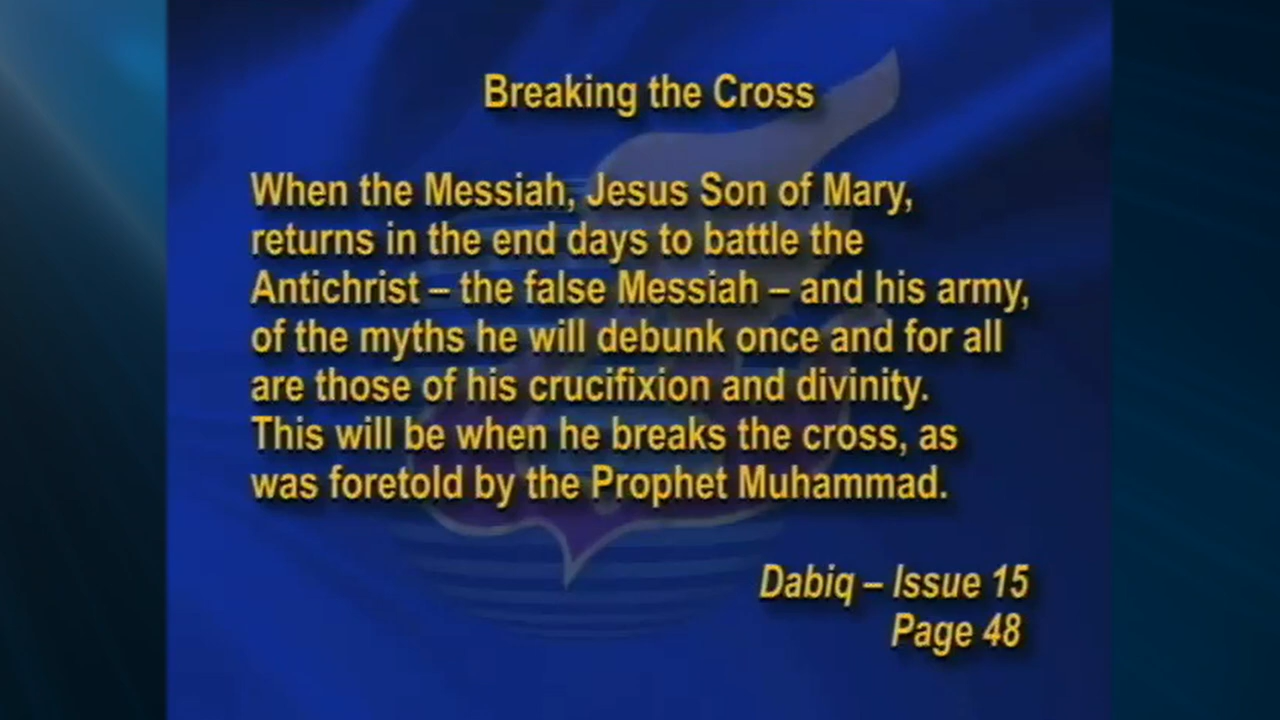 Breaking the Cross
When the Messiah, Jesus Son of Mary,
returns in the end days to battle the
Antichrist – the false Messiah – and his army,
of the myths he will debunk once and for all
are those of his crucifixion and divinity.
This will be when he breaks the cross, as
was foretold by the Prophet Muhammad.
Dabiq – Issue 15
Page 48